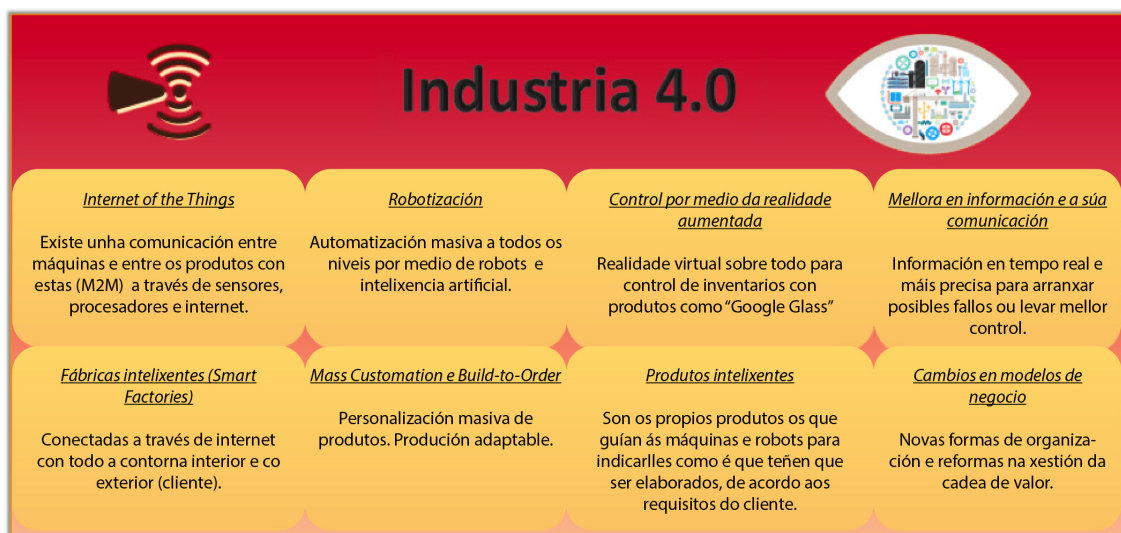 Industria 4.0
Internet of the Things
Existe unha comunicación entre
máquinas e entre os produtos con
estas (M2M) a través de sensores,
procesadores e internet.
Robotización
Automatización masiva a todos os
niveis por medio de robots e
intelixencia artificial.
Control por medio da realidade
aumentada
Realidade virtual sobre todo para
control de inventarios con
produtos como “Google Glass”
Mellora en información e a súa
comunicación
Información en tempo real e
máis precisa para arranxar
posibles fallos ou levar mellor
control.
Fábricas intelixentes (Smart
Factories)
Conectadas a través de internet
con todo a contorna interior e co
exterior (cliente).
Mass Customation e Build-to-Order
Personalización masiva de
produtos. Produción adaptable.
Produtos intelixentes
Son os propios produtos os que
guían ás máquinas e robots para
indicarlles como é que teñen que
ser elaborados, de acordo aos
requisitos do cliente.
Cambios en modelos de
negocio
Novas formas de organiza-
ción e reformas na xestión da
cadea de valor.